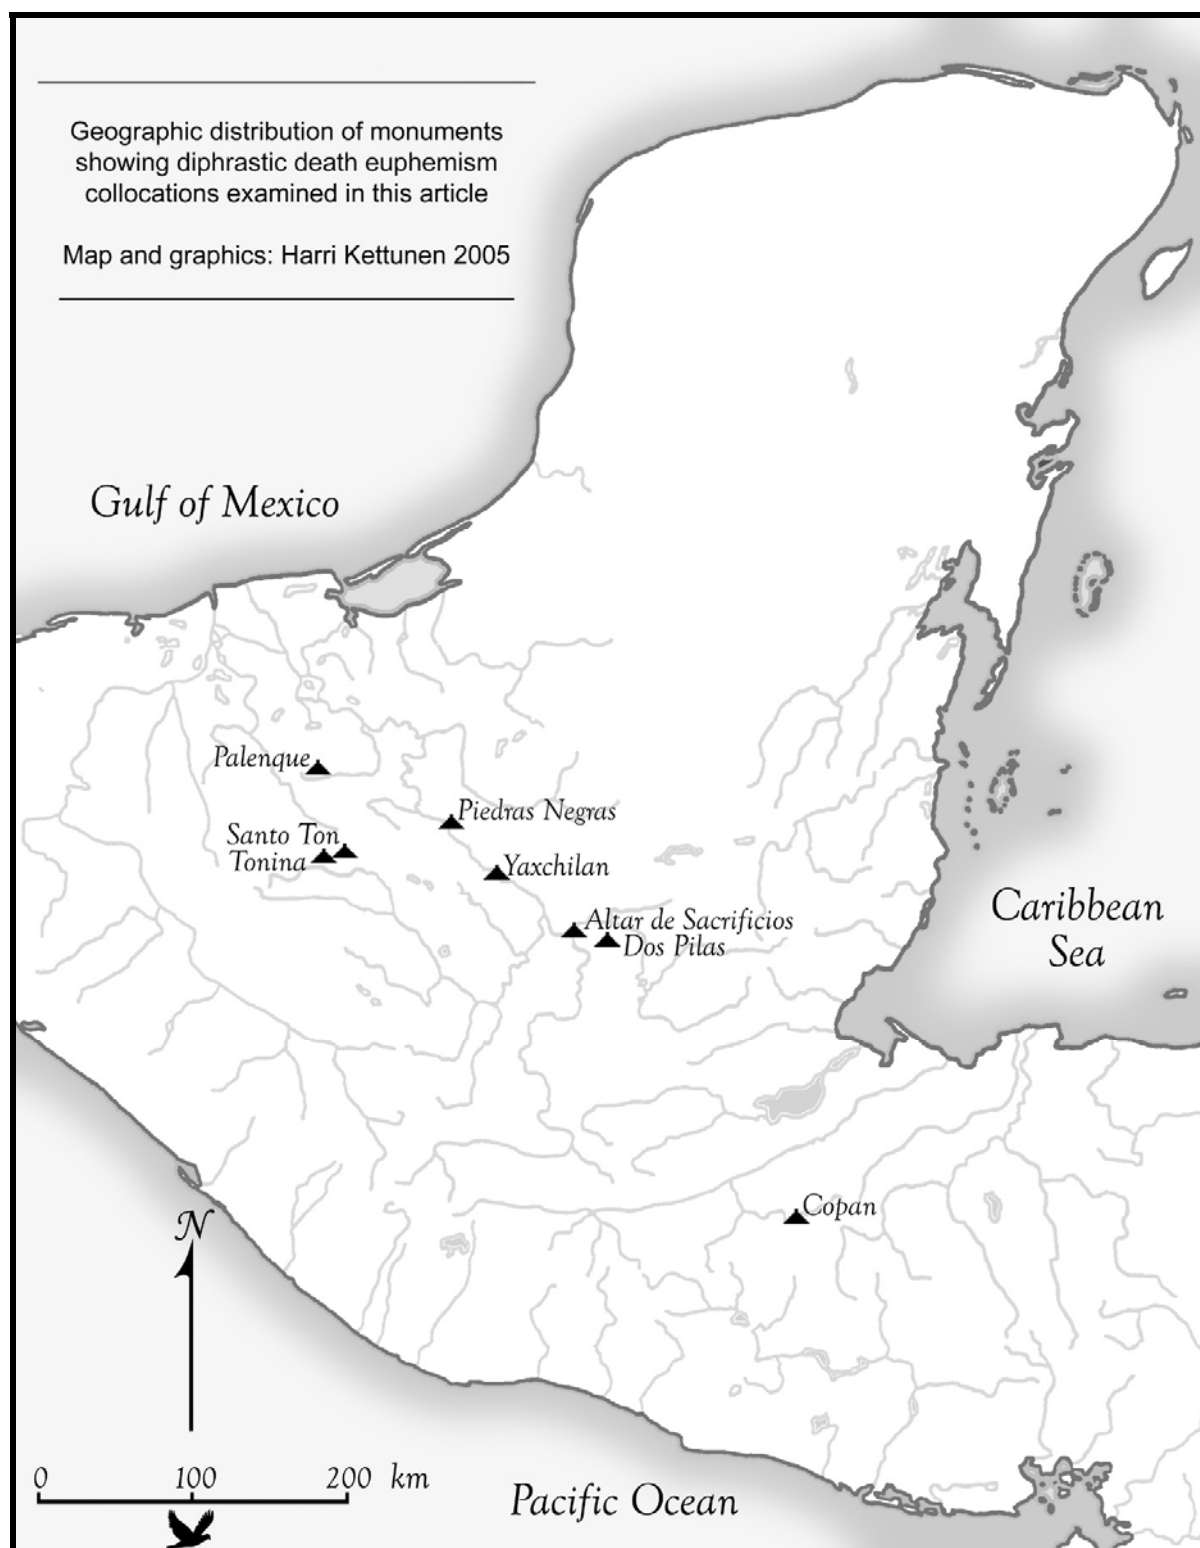 Geographic distribution of monuments
showing diphrastic death euphemism
collocations examined in this article
Map and graphics: Harri Kettunen 2005
Gulf of Mexico
Palenque
Piedras Negras
Santo Ton
Tonina
Yaxchilan
Altar de Sacrificios
Dos Pilas
Caribbean
Sea
Copan
N
0 100 200 km
Pacific Ocean